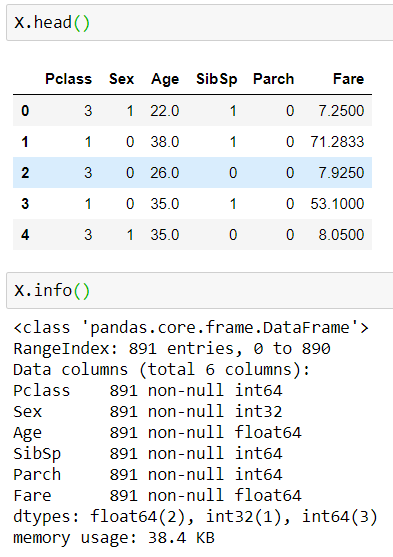 X.head()
Pclass Sex Age SibSp Parch Fare
0 3 1 22.0 1 0 7.2500
1 1 0 38.0 1 0 71.2833
2 3 0 26.0 0 0 7.9250
3 1 0 35.0 1 0 53.1000
4 3 1 35.0 0 0 8.0500
X.info()
<class 'pandas.core.frame.DataFrame'>
RangeIndex: 891 entries, 0 to 890
Data columns (total 6 columns):
Pclass    891 non-null int64
Sex       891 non-null int32
Age       891 non-null float64
SibSp     891 non-null int64
Parch     891 non-null int64
Fare      891 non-null float64
dtypes: float64(2), int32(1), int64(3)
memory usage: 38.4 KB